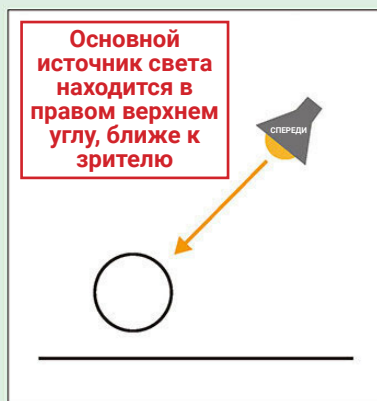 Основной
источник света
находится в
правом верхнем
углу, ближе к
зрителю
СПЕРЕДИ